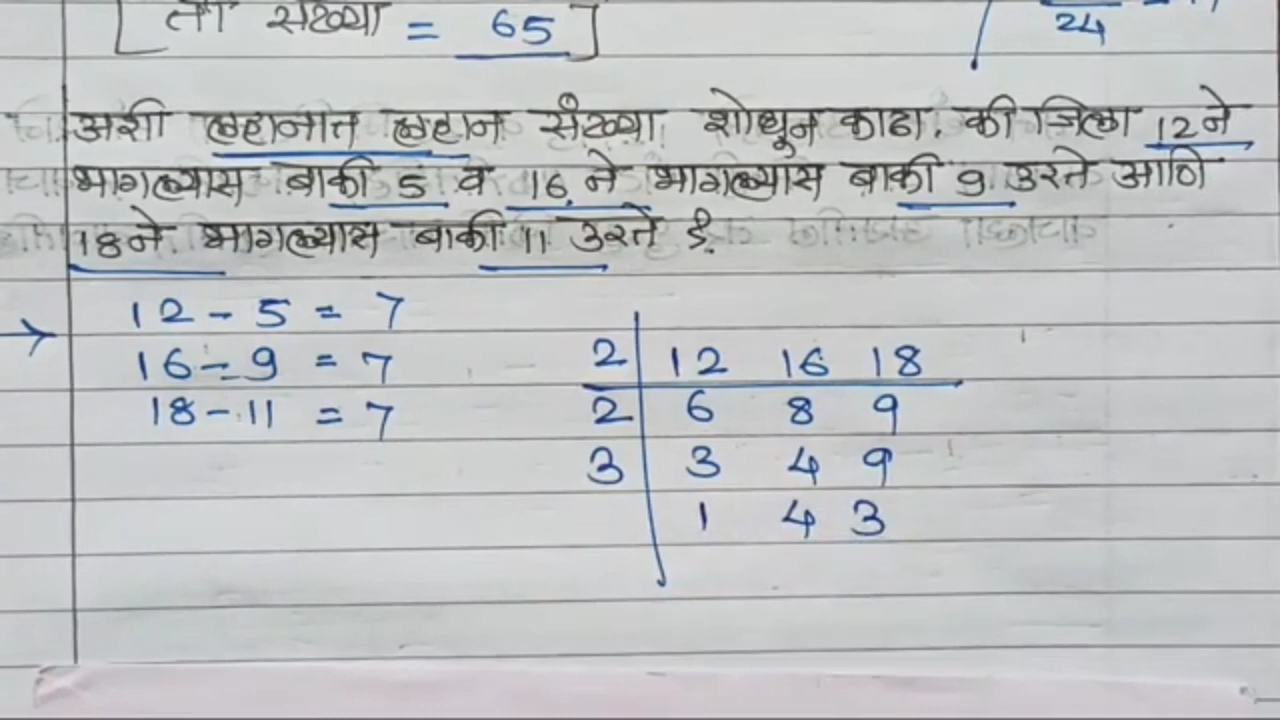 [ ती संख्या = 65 ]
24
अशी लहानात लहान संख्या शोधून काढा. की जिला 12 ने
भागल्यास बाकी 5 व 16 ने भागल्यास बाकी 9 उरते आणि
18 ने भागल्यास बाकी 11 उरते ई.
→ 12 - 5 = 7
16 - 9 = 7
18 - 11 = 7
2 12 16 18
2 6 8 9
3 3 4 9
1 4 3